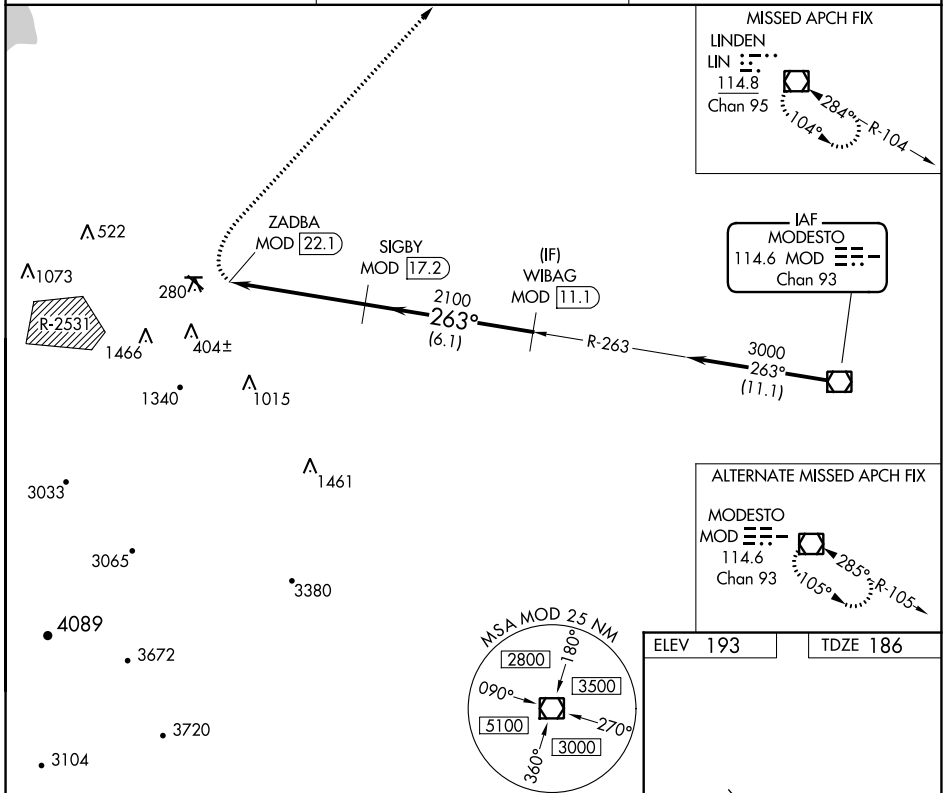 MISSED APCH FIX
LINDEN
LIN
114.8
Chan 95
284°
R-104
104°
IAF
MODESTO
114.6 MOD
Chan 93
ZADBA
MOD 22.1
SIGBY
MOD 17.2
(IF)
WIBAG
MOD 11.1
2100
263°
(6.1)
R-263
3000
263°
(11.1)
522
1073
280
R-2531
1466
404±
1340
1015
1461
3033
3065
3380
4089
3672
3720
3104
ALTERNATE MISSED APCH FIX
MODESTO
MOD
114.6
Chan 93
285°
R-105
105°
MSA MOD 25 NM
2800
180°
090°
3500
5100
270°
360°
3000
ELEV 193
TDZE 186